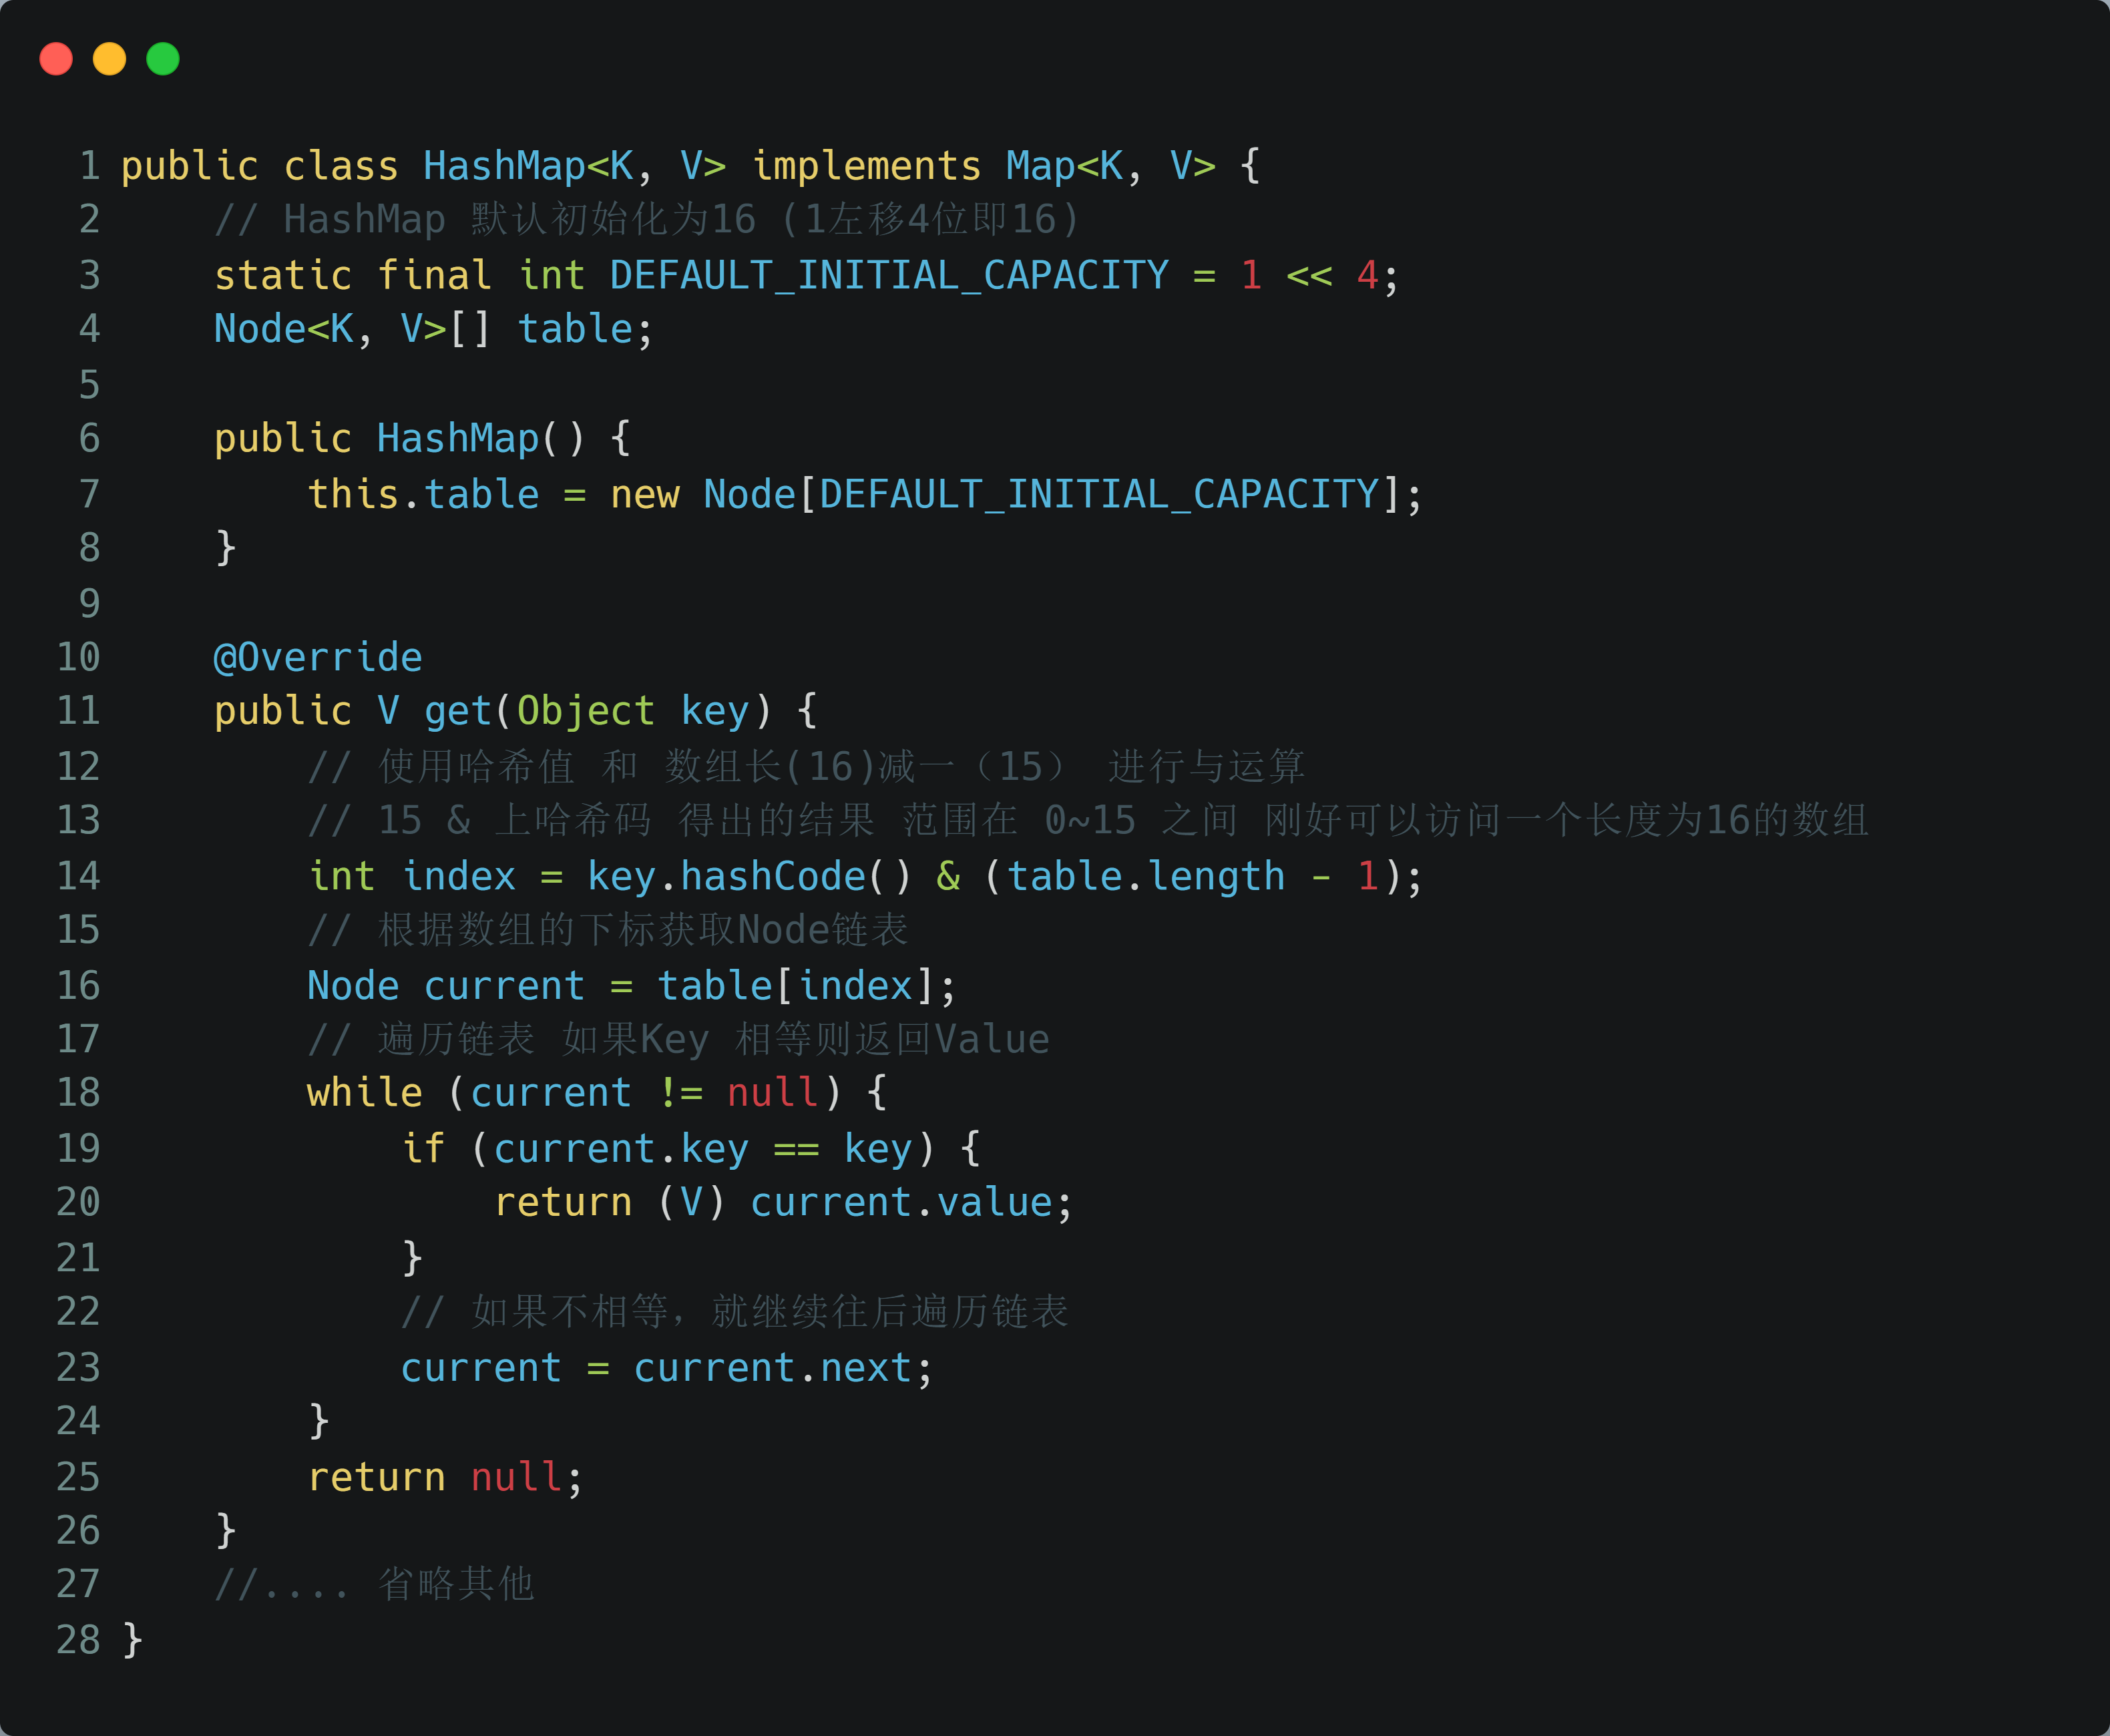 1 public class HashMap<K, V> implements Map<K, V> {
2     // HashMap 默认初始化为16 (1左移4位即16)
3     static final int DEFAULT_INITIAL_CAPACITY = 1 << 4;
4     Node<K, V>[] table;
5
6     public HashMap() {
7         this.table = new Node[DEFAULT_INITIAL_CAPACITY];
8     }
9
10     @Override
11     public V get(Object key) {
12         // 使用哈希值 和 数组长(16)减一（15） 进行与运算
13         // 15 & 上哈希码 得出的结果 范围在 0~15 之间 刚好可以访问一个长度为16的数组
14         int index = key.hashCode() & (table.length - 1);
15         // 根据数组的下标获取Node链表
16         Node current = table[index];
17         // 遍历链表 如果Key 相等则返回Value
18         while (current != null) {
19             if (current.key == key) {
20                 return (V) current.value;
21             }
22             // 如果不相等，就继续往后遍历链表
23             current = current.next;
24         }
25         return null;
26     }
27     //.... 省略其他
28 }